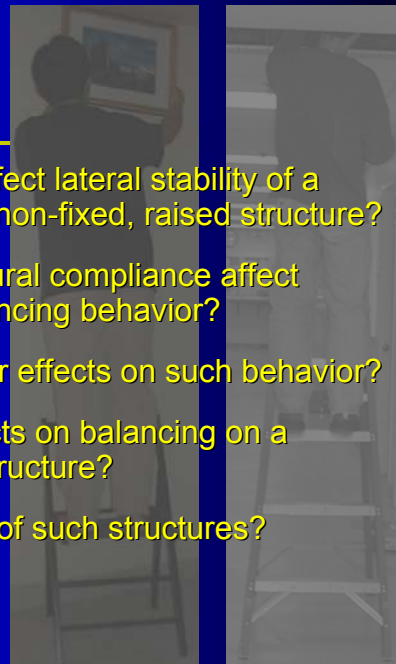 fect lateral stability of a
non-fixed, raised structure?
ural compliance affect
ncing behavior?
r effects on such behavior?
cts on balancing on a
ructure?
of such structures?